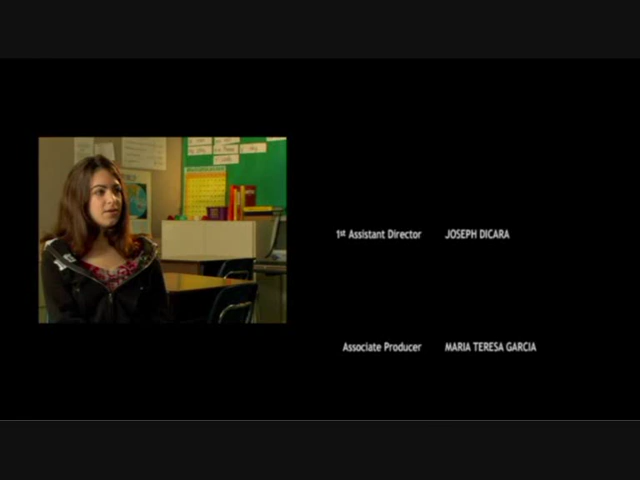 1st Assistant Director JOSEPH DICARA
Associate Producer MARIA TERESA GARCIA